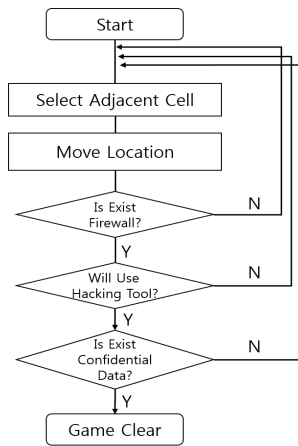 Start
Select Adjacent Cell
Move Location
Is Exist
Firewall?
N
Y
Will Use
Hacking Tool?
N
Y
Is Exist
Confidential
Data?
N
Y
Game Clear